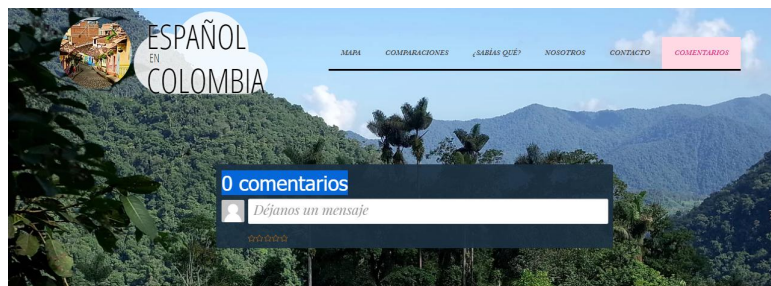 ESPAÑOL
EN
COLOMBIA
MAPA COMPARACIONES ¿SABÍAS QUÉ? NOSOTROS CONTACTO COMENTARIOS
0 comentarios
Déjanos un mensaje